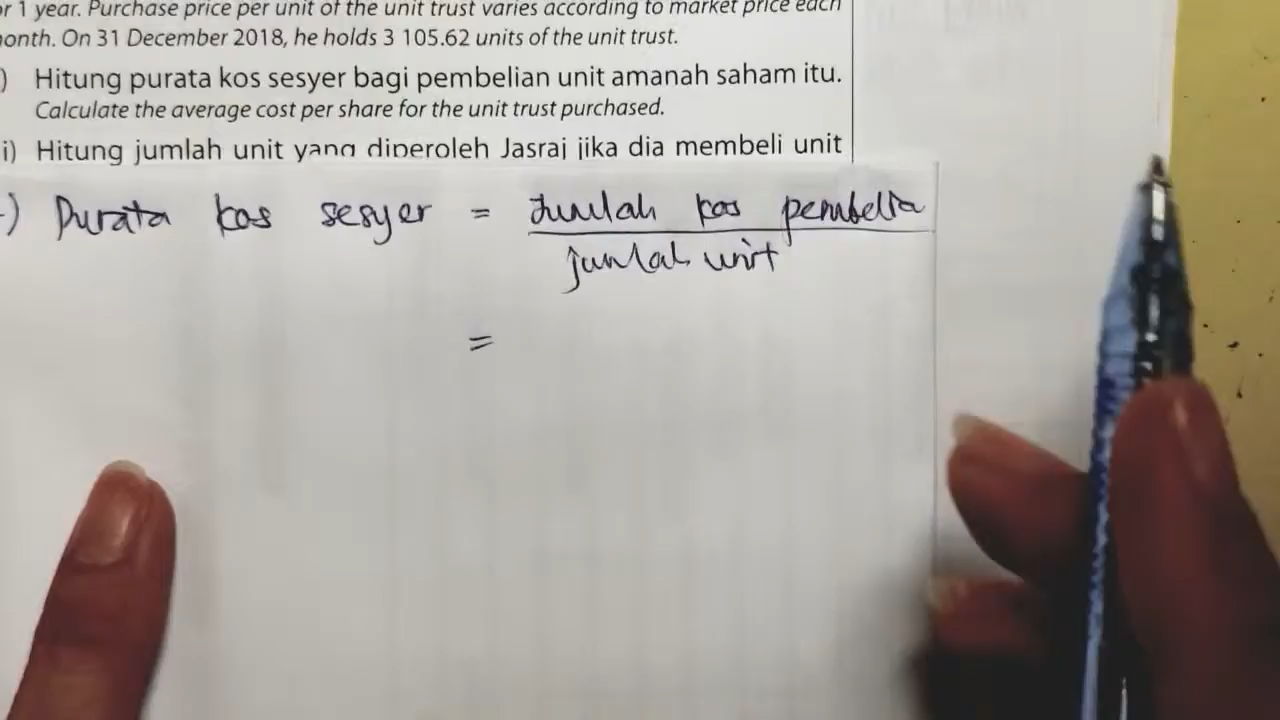 or 1 year. Purchase price per unit of the unit trust varies according to market price each
onth. On 31 December 2018, he holds 3 105.62 units of the unit trust.
) Hitung purata kos sesyer bagi pembelian unit amanah saham itu.
Calculate the average cost per share for the unit trust purchased.
i) Hitung jumlah unit yang diperoleh Jasraj jika dia membeli unit
) Purata kos sesyer = Jumlah kos pembelia
jumlah unit
=